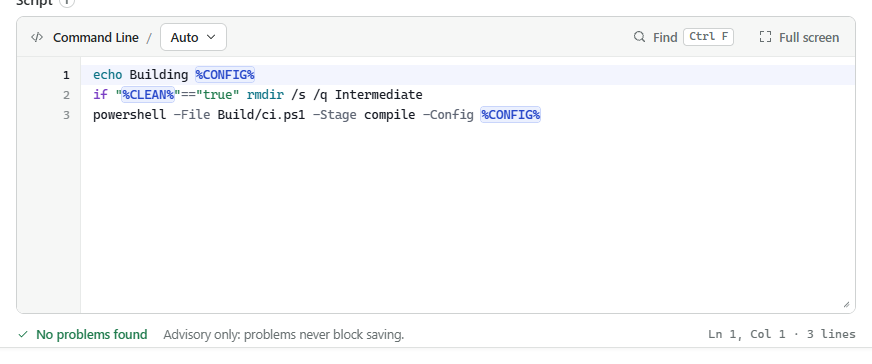 Script i
Command Line / Auto
Find Ctrl F Full screen
1 echo Building %CONFIG%
2 if "%CLEAN%"=="true" rmdir /s /q Intermediate
3 powershell -File Build/ci.ps1 -Stage compile -Config %CONFIG%
No problems found Advisory only: problems never block saving.
Ln 1, Col 1 · 3 lines